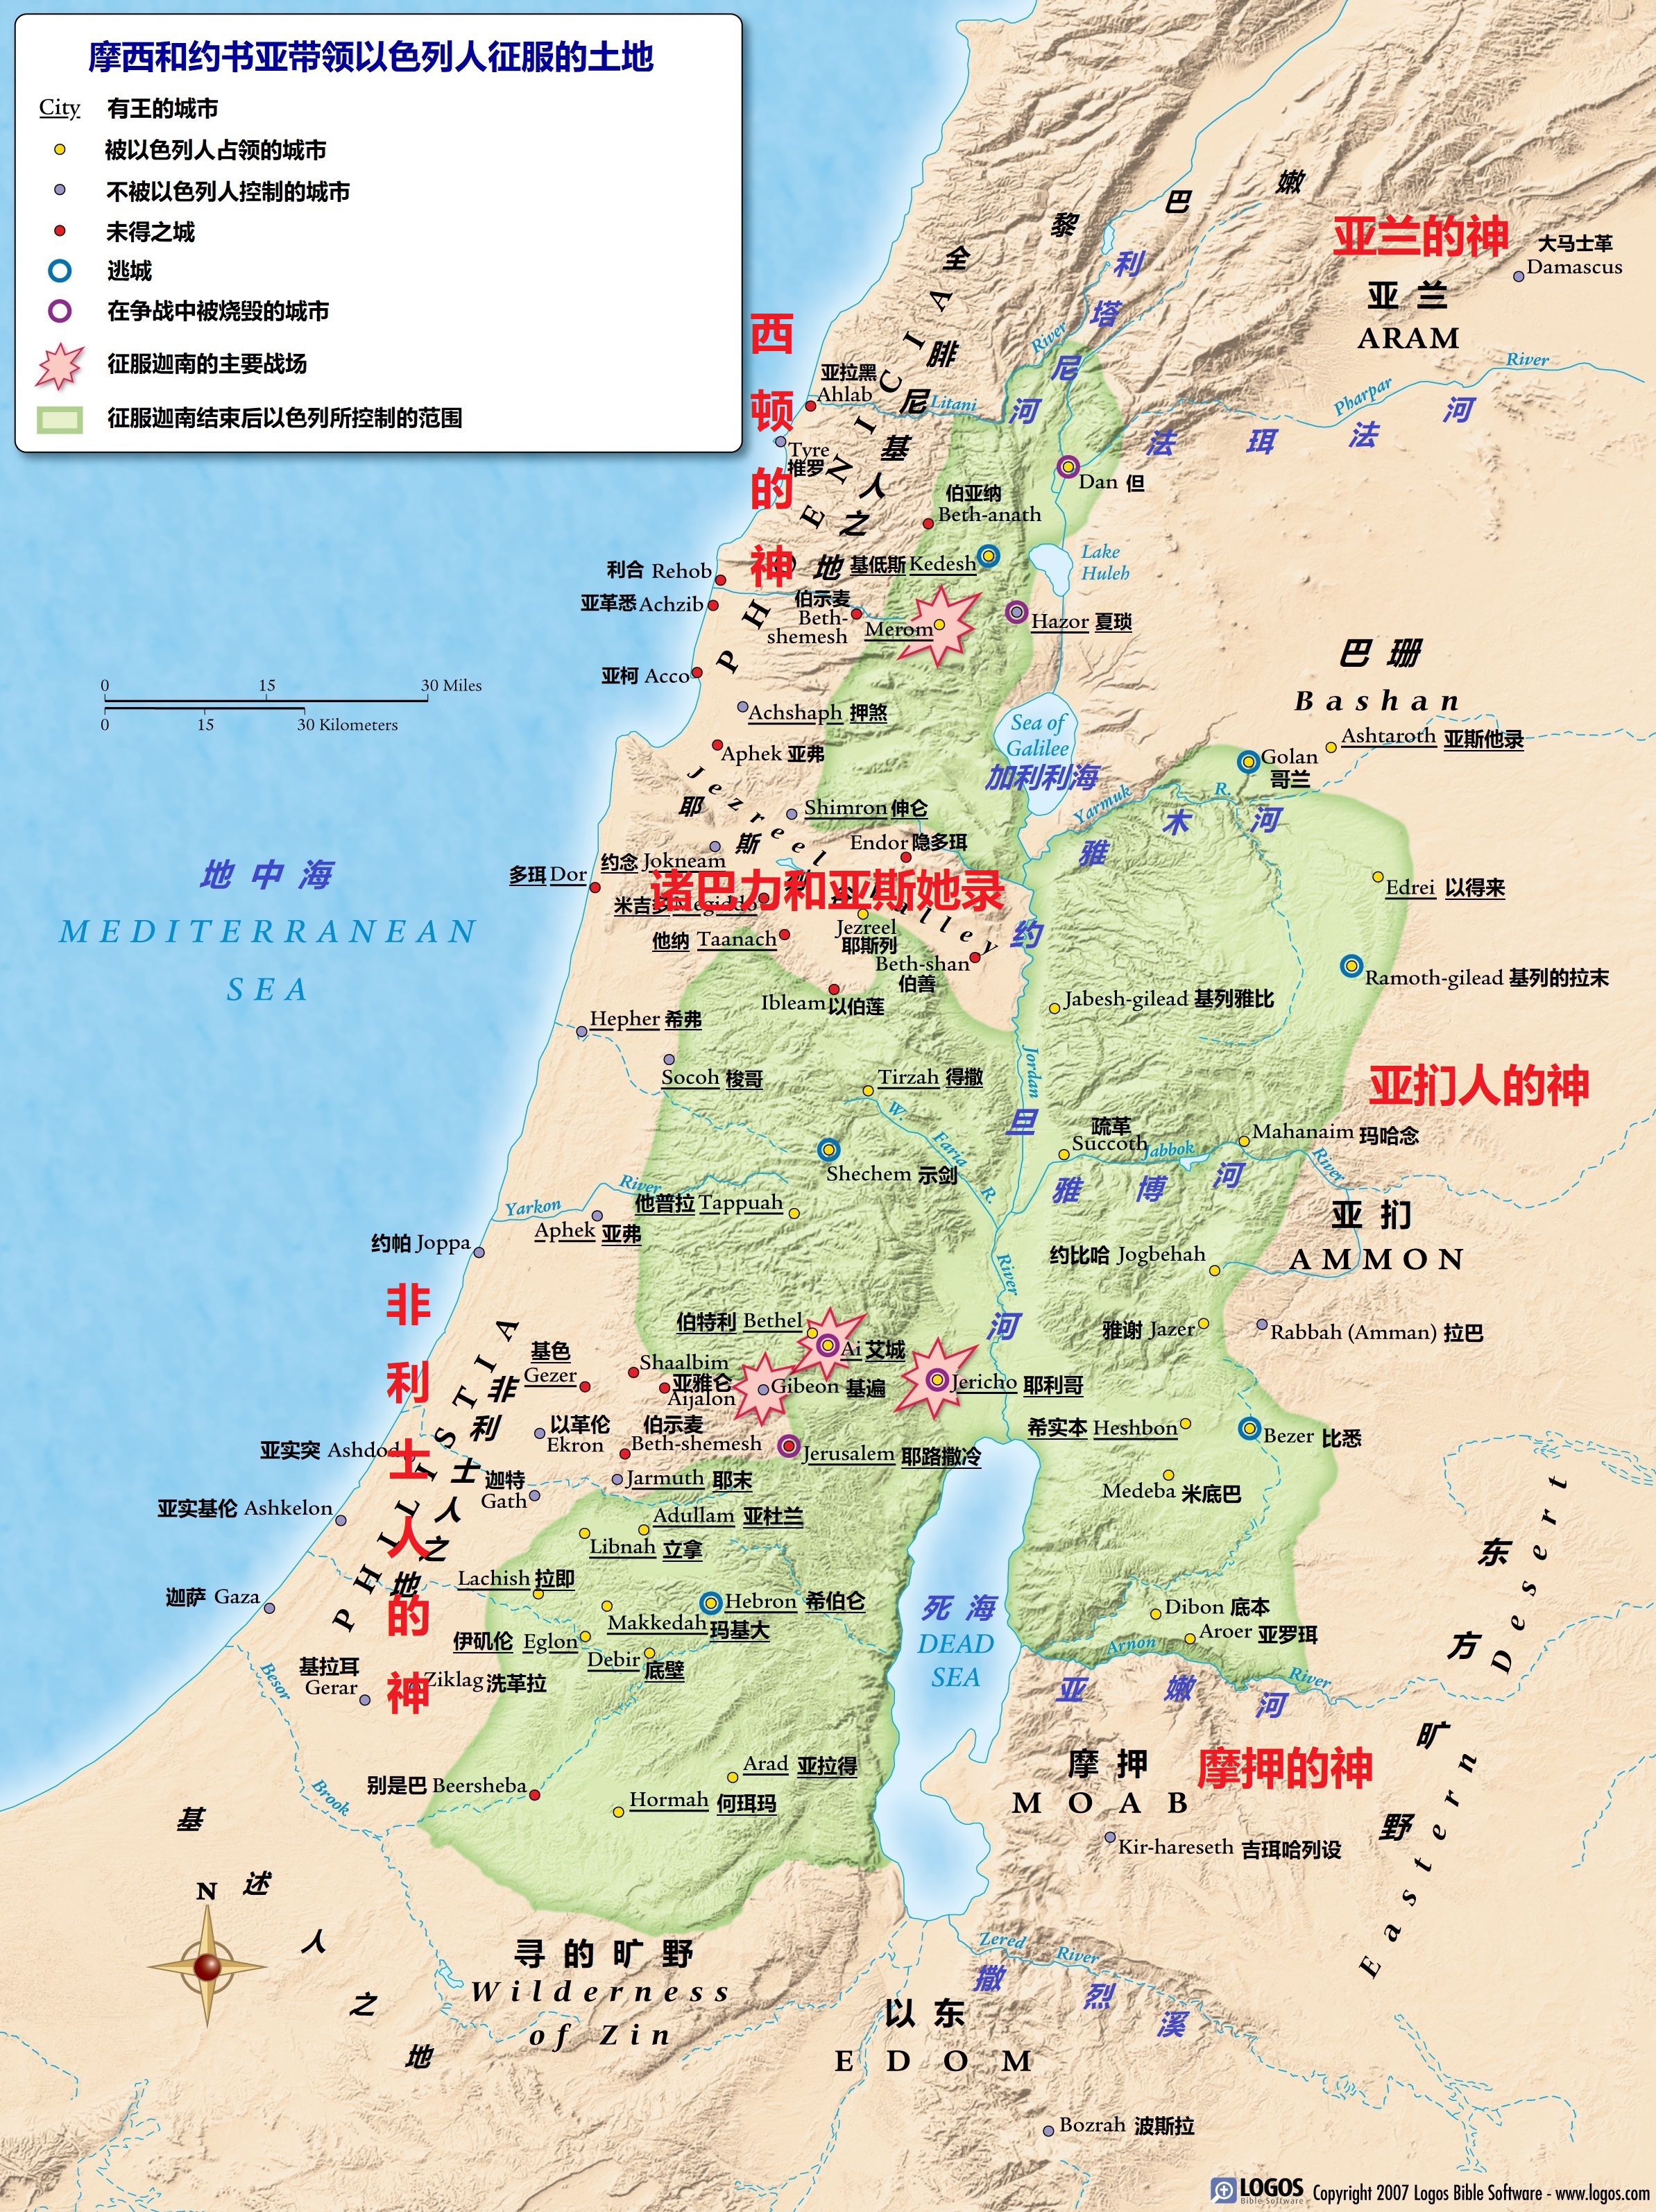 摩西和约书亚带领以色列人征服的土地
City 有王的城市
被以色列人占领的城市
不被以色列人控制的城市
未得之城
逃城
在争战中被烧毁的城市
征服迦南的主要战场
征服迦南结束后以色列所控制的范围
黎巴嫩
亚兰的神
大马士革
Damascus
亚兰
ARAM
River
Pharpar
法珥法河
利塔尼河
River
Litani
西顿的神
PHOENICIA 全
腓尼基人之地
亚拉黑
Ahlab
Tyre
推罗
Dan 但
伯亚纳
Beth-anath
基低斯 Kedesh
Lake
Huleh
利合 Rehob
亚革悉 Achzib
伯示麦
Beth-
shemesh
Merom
Hazor 夏琐
亚柯 Acco
0 15 30 Miles
0 15 30 Kilometers
巴珊
Bashan
Achshaph 押煞
Aphek 亚弗
Sea of
Galilee
加利利海
Ashtaroth 亚斯他录
Golan
哥兰
Yarmuk R.
雅木河
Shimron 伸仑
Jezreel Valley
耶斯
Endor 隐多珥
约念 Jokneam
多珥 Dor
诸巴力和亚斯她录
米吉多 Megiddo
Edrei 以得来
地中海
MEDITERRANEAN
SEA
他纳 Taanach
Jezreel
耶斯列
Beth-shan
伯善
Ibleam 以伯莲
Ramoth-gilead 基列的拉末
Jabesh-gilead 基列雅比
Hepher 希弗
Socoh 梭哥
Tirzah 得撒
约旦河
Jordan
River
亚扪人的神
W. Faria R.
疏革
Succoth
Jabbok
River
雅博河
Mahanaim 玛哈念
Shechem 示剑
Yarkon River
他普拉 Tappuah
Aphek 亚弗
亚扪
AMMON
约帕 Joppa
约比哈 Jogbehah
非利士人的神
PHILISTIA
非利士人之地
伯特利 Bethel
Ai 艾城
雅谢 Jazer
Rabbah (Amman) 拉巴
基色
Gezer
Shaalbim
亚雅仑
Aijalon
Gibeon 基遍
Jericho 耶利哥
以革伦
Ekron
伯示麦
Beth-shemesh
Jerusalem 耶路撒冷
希实本 Heshbon
Bezer 比悉
亚实突 Ashdod
迦特
Gath
Jarmuth 耶末
Medeba 米底巴
亚实基伦 Ashkelon
Adullam 亚杜兰
Libnah 立拿
Lachish 拉即
迦萨 Gaza
Hebron 希伯仑
Makkedah 玛基大
死海
DEAD
SEA
Dibon 底本
Aroer 亚罗珥
伊矶伦 Eglon
Debir 底璧
Arnon
River
亚嫩河
基拉耳
Gerar
Ziklag 洗革拉
Besor
Brook
东方旷野
Eastern Desert
摩押
MOAB
摩押的神
Arad 亚拉得
别是巴 Beersheba
Hormah 何珥玛
Kir-hareseth 吉珥哈列设
基述人之地
N
寻的旷野
Wilderness
of Zin
Zered River
撒烈溪
以东
EDOM
Bozrah 波斯拉
LOGOS
Bible Software
Copyright 2007 Logos Bible Software - www.logos.com